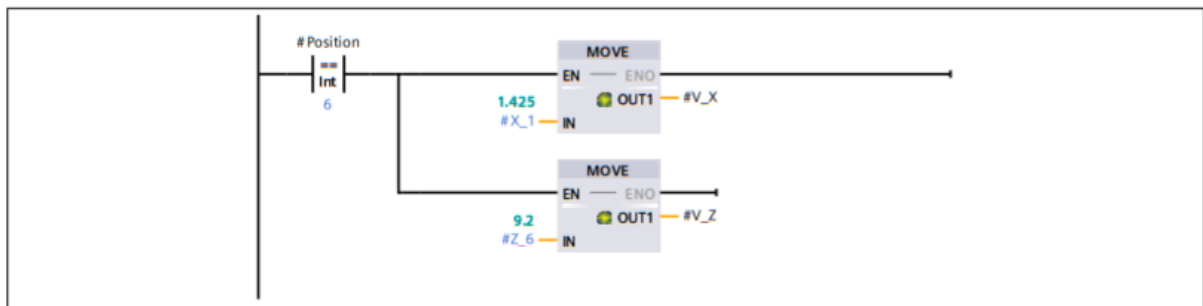 #Position
==
Int
6
MOVE
EN ENO
OUT1 #V_X
1.425
#X_1 IN
MOVE
EN ENO
OUT1 #V_Z
9.2
#Z_6 IN